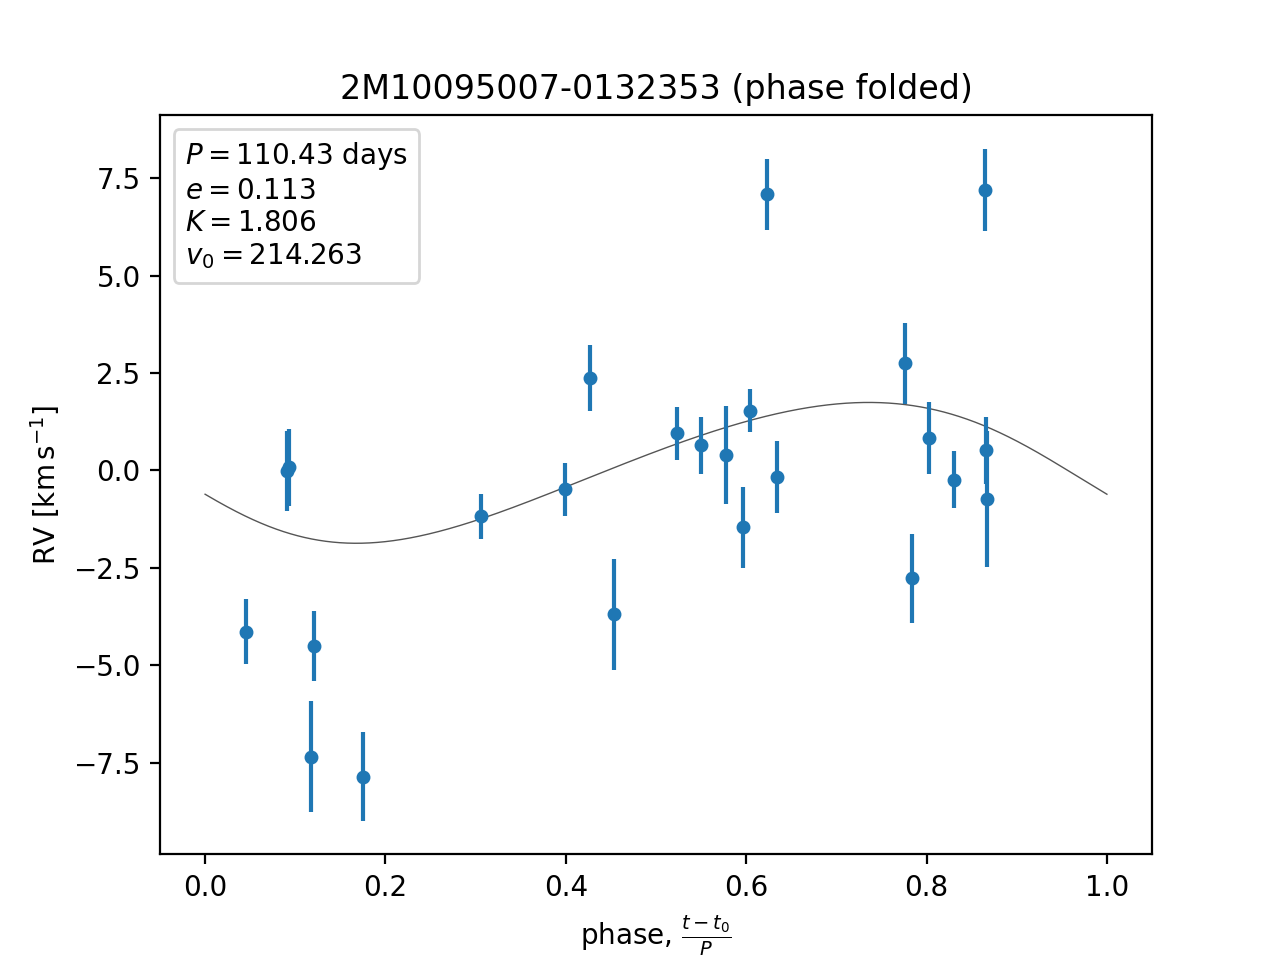 2M10095007-0132353 (phase folded)
P = 110.43 days
e = 0.113
K = 1.806
v₀ = 214.263
7.5
5.0
2.5
0.0
−2.5
−5.0
−7.5
RV [km s⁻¹]
0.0 0.2 0.4 0.6 0.8 1.0
phase, (t − t₀)/P